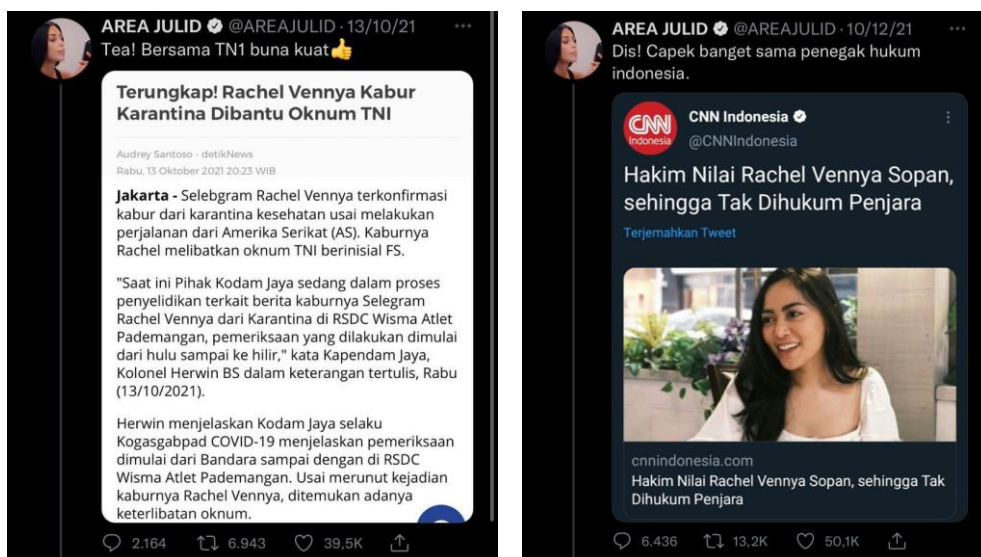 AREA JULID @AREAJULID · 13/10/21
Tea! Bersama TN1 buna kuat👍
Terungkap! Rachel Vennya Kabur
Karantina Dibantu Oknum TNI
Audrey Santoso - detikNews
Rabu, 13 Oktober 2021 20:23 WIB
Jakarta - Selebgram Rachel Vennya terkonfirmasi
kabur dari karantina kesehatan usai melakukan
perjalanan dari Amerika Serikat (AS). Kaburnya
Rachel melibatkan oknum TNI berinisial FS.
"Saat ini Pihak Kodam Jaya sedang dalam proses
penyelidikan terkait berita kaburnya Selegram
Rachel Vennya dari Karantina di RSDC Wisma Atlet
Pademangan, pemeriksaan yang dilakukan dimulai
dari hulu sampai ke hilir," kata Kapendam Jaya,
Kolonel Herwin BS dalam keterangan tertulis, Rabu
(13/10/2021).
Herwin menjelaskan Kodam Jaya selaku
Kogasgabpad COVID-19 menjelaskan pemeriksaan
dimulai dari Bandara sampai dengan di RSDC
Wisma Atlet Pademangan. Usai merunut kejadian
kaburnya Rachel Vennya, ditemukan adanya
keterlibatan oknum.
2.164 6.943 39,5K
AREA JULID @AREAJULID · 10/12/21
Dis! Capek banget sama penegak hukum
indonesia.
CNN Indonesia
CNN Indonesia
@CNNIndonesia
Hakim Nilai Rachel Vennya Sopan,
sehingga Tak Dihukum Penjara
Terjemahkan Tweet
cnnindonesia.com
Hakim Nilai Rachel Vennya Sopan, sehingga Tak
Dihukum Penjara
6.436 13,2K 50,1K